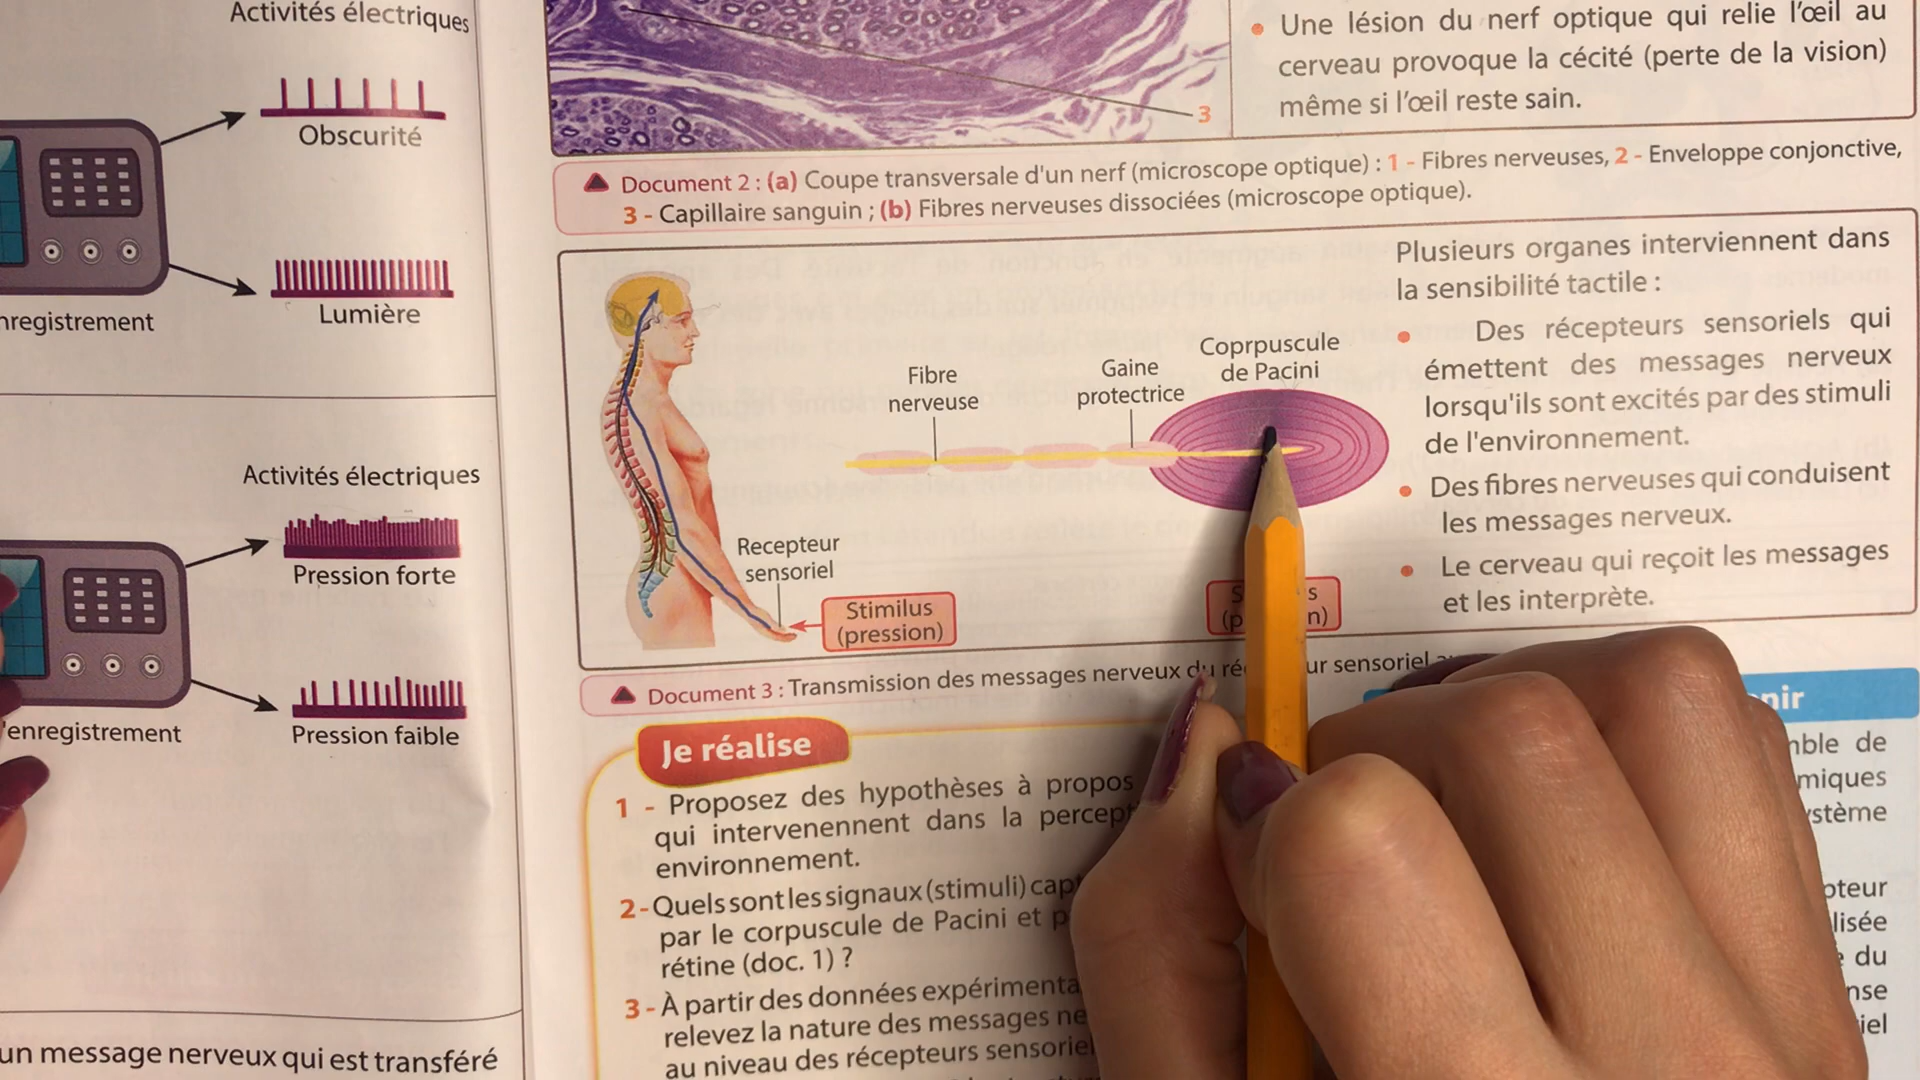 Activités électriques
Obscurité
Lumière
nregistrement
Activités électriques
Pression forte
Pression faible
'enregistrement
un message nerveux qui est transféré
3
• Une lésion du nerf optique qui relie l'œil au
cerveau provoque la cécité (perte de la vision)
même si l'œil reste sain.
Document 2 : (a) Coupe transversale d'un nerf (microscope optique) : 1 - Fibres nerveuses, 2 - Enveloppe conjonctive,
3 - Capillaire sanguin ; (b) Fibres nerveuses dissociées (microscope optique).
Fibre
nerveuse
Gaine
protectrice
Coprpuscule
de Pacini
Recepteur
sensoriel
Stimilus
(pression)
Plusieurs organes interviennent dans
la sensibilité tactile :
• Des récepteurs sensoriels qui
émettent des messages nerveux
lorsqu'ils sont excités par des stimuli
de l'environnement.
• Des fibres nerveuses qui conduisent
les messages nerveux.
• Le cerveau qui reçoit les messages
et les interprète.
Document 3 : Transmission des messages nerveux du sensoriel
Je réalise
1 - Proposez des hypothèses à propos
qui intervenennent dans la percep
environnement.
2 - Quels sont les signaux (stimuli) cap
par le corpuscule de Pacini et p
rétine (doc. 1) ?
3 - À partir des données expérimenta
relevez la nature des messages ne
au niveau des récepteurs sensorie
nir
mble de
miques
stème
pteur
lisée
du
nse
iel